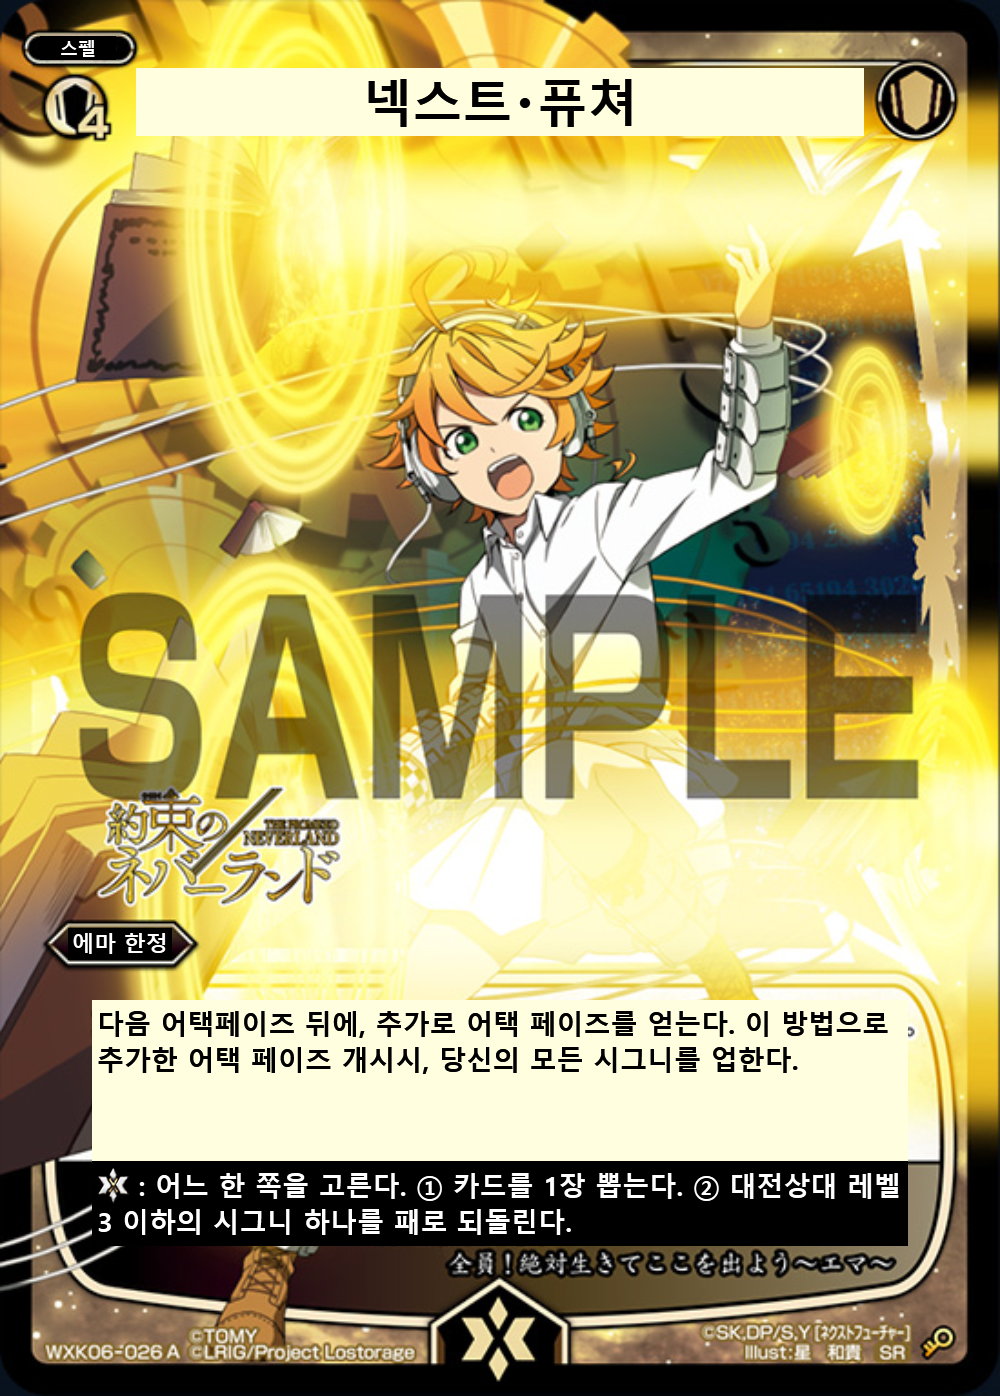 스펠
4
넥스트·퓨쳐
SAMPLE
約束の
ネバーランド
THE PROMISED
NEVERLAND
에마 한정
다음 어택페이즈 뒤에, 추가로 어택 페이즈를 얻는다. 이 방법으로
추가한 어택 페이즈 개시시, 당신의 모든 시그니를 업한다.
: 어느 한 쪽을 고른다. ① 카드를 1장 뽑는다. ② 대전상대 레벨
3 이하의 시그니 하나를 패로 되돌린다.
全員！絶対生きてここを出よう～エマ～
©TOMY
WXK06-026 A ©LRIG/Project Lostorage
©SK,DP/S,Y [ネクストフューチャー]
Illust:星 和貴 SR